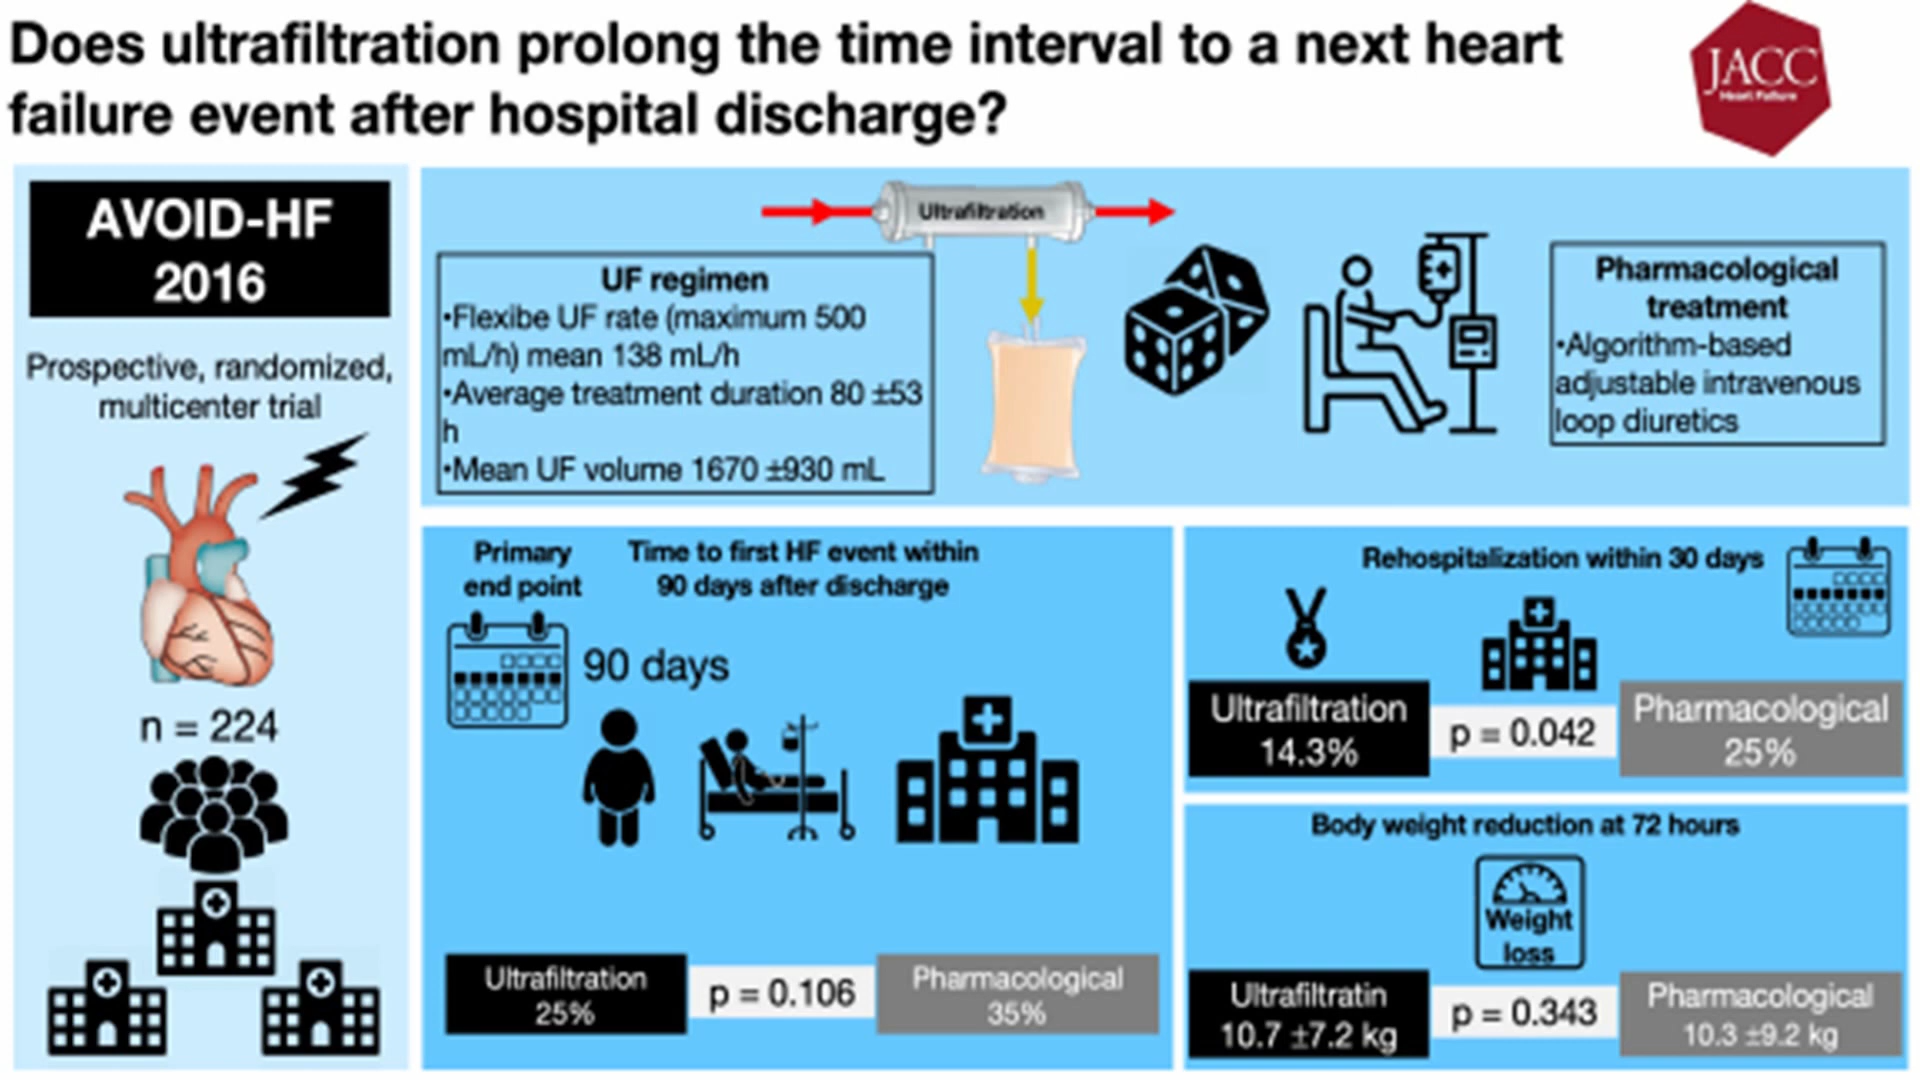 Does ultrafiltration prolong the time interval to a next heart
failure event after hospital discharge?
JACC
Heart Failure
AVOID-HF
2016
Prospective, randomized,
multicenter trial
n = 224
Ultrafiltration
UF regimen
•Flexibe UF rate (maximum 500
mL/h) mean 138 mL/h
•Average treatment duration 80 ±53
h
•Mean UF volume 1670 ±930 mL
Pharmacological
treatment
•Algorithm-based
adjustable intravenous
loop diuretics
Primary
end point
Time to first HF event within
90 days after discharge
90 days
Ultrafiltration
25%
p = 0.106
Pharmacological
35%
Rehospitalization within 30 days
Ultrafiltration
14.3%
p = 0.042
Pharmacological
25%
Body weight reduction at 72 hours
Weight
loss
Ultrafiltratin
10.7 ±7.2 kg
p = 0.343
Pharmacological
10.3 ±9.2 kg